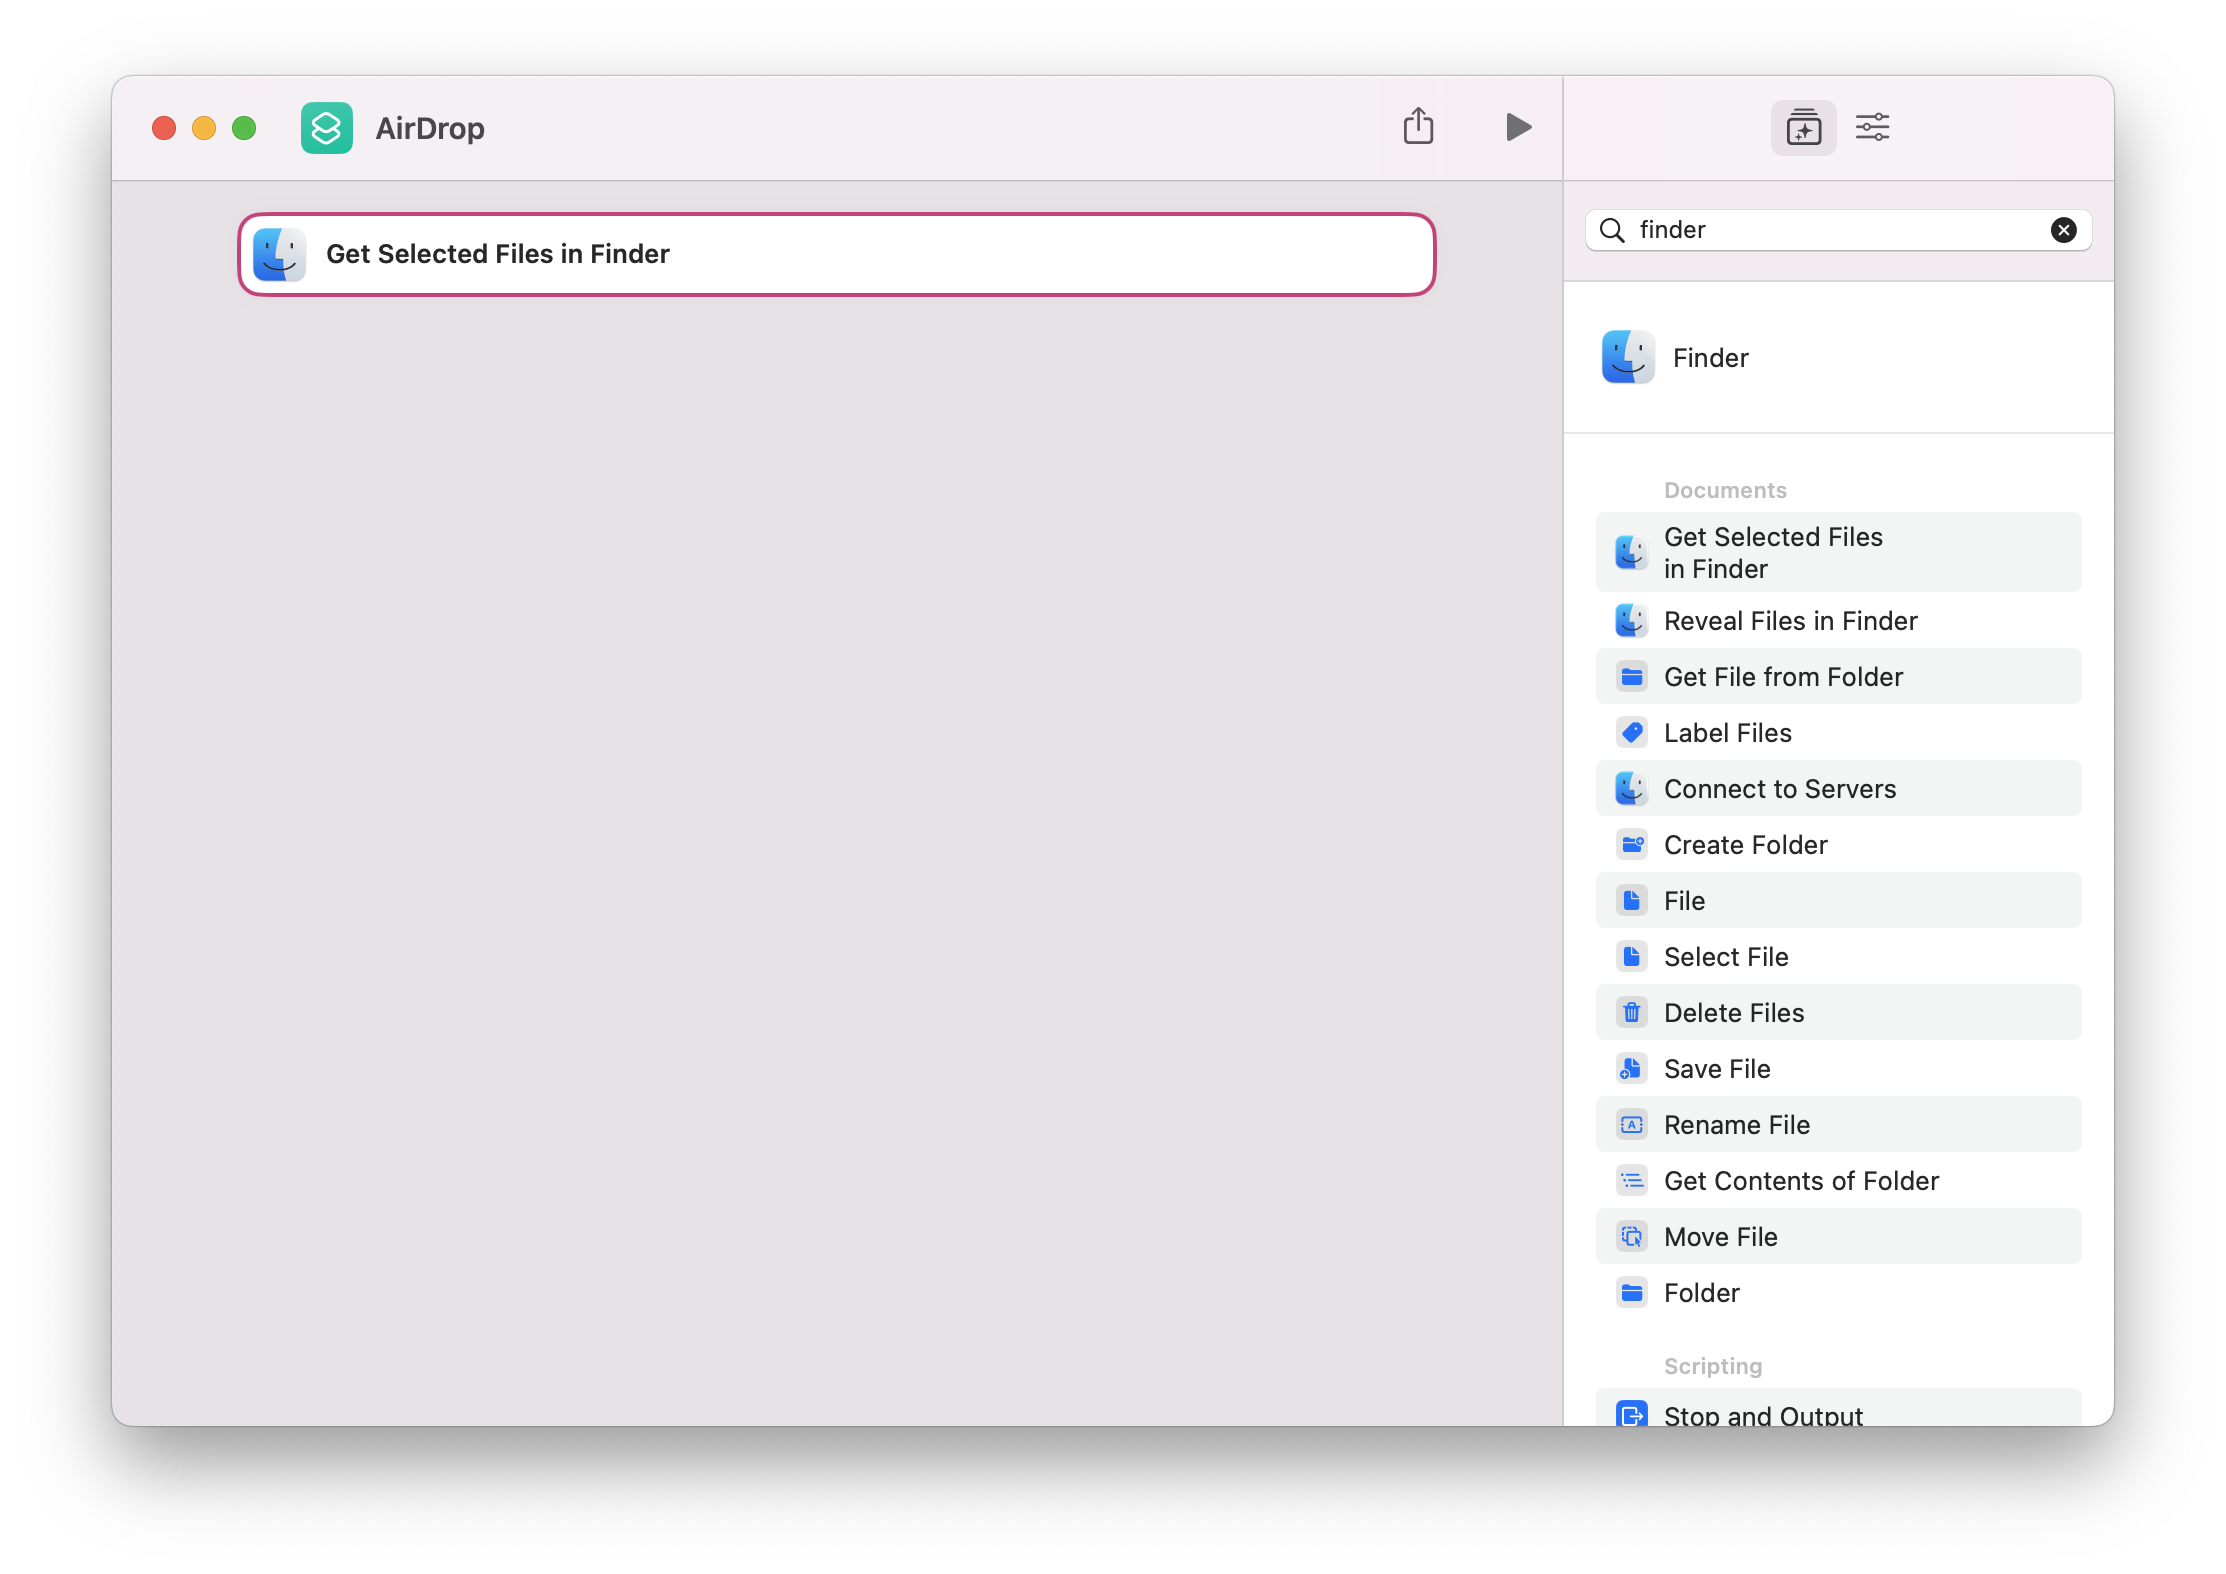 AirDrop
Get Selected Files in Finder
finder
Finder
Documents
Get Selected Files
in Finder
Reveal Files in Finder
Get File from Folder
Label Files
Connect to Servers
Create Folder
File
Select File
Delete Files
Save File
Rename File
Get Contents of Folder
Move File
Folder
Scripting
Stop and Output